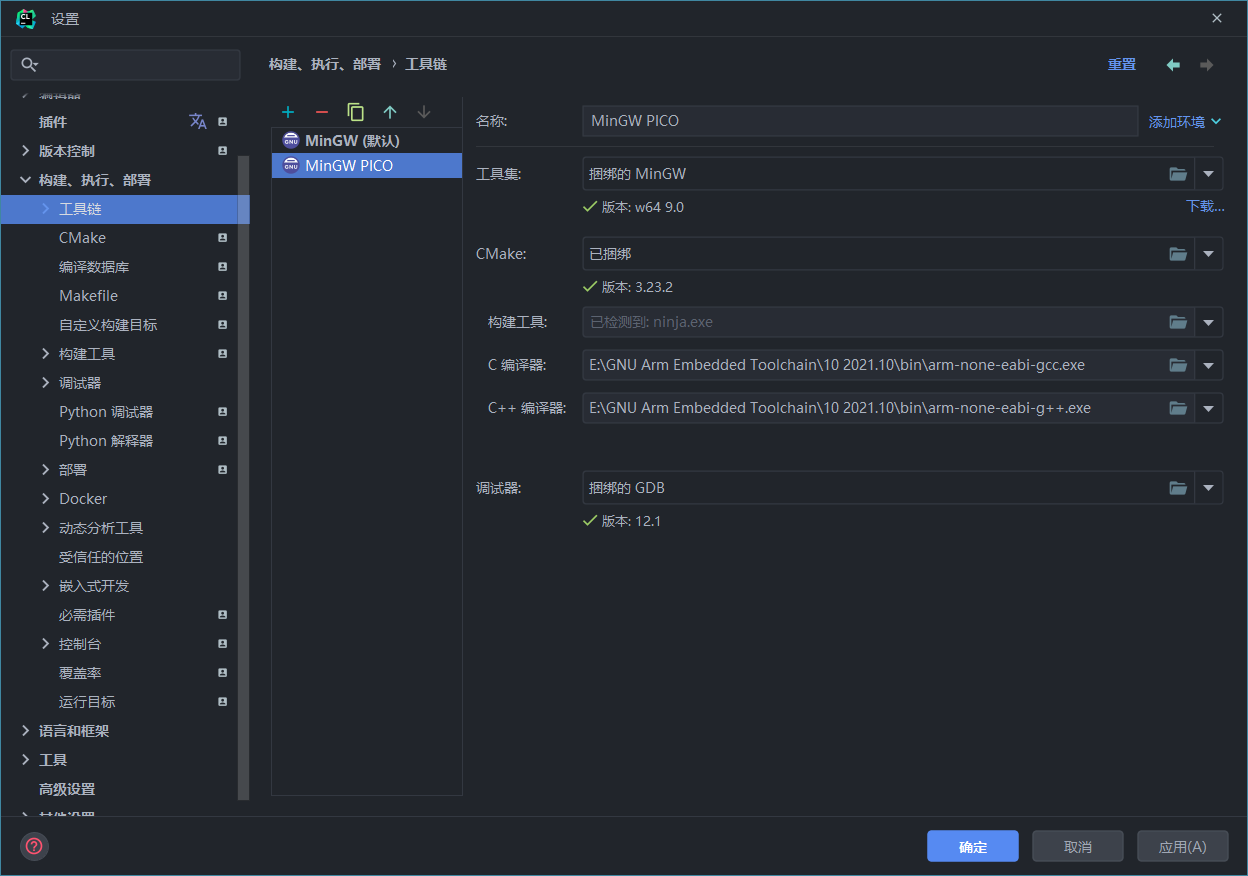 设置
构建、执行、部署 › 工具链
重置
编辑器
插件
版本控制
构建、执行、部署
工具链
CMake
编译数据库
Makefile
自定义构建目标
构建工具
调试器
Python 调试器
Python 解释器
部署
Docker
动态分析工具
受信任的位置
嵌入式开发
必需插件
控制台
覆盖率
运行目标
语言和框架
工具
高级设置
其他设置
MinGW (默认)
MinGW PICO
名称:
MinGW PICO
添加环境
工具集:
捆绑的 MinGW
版本: w64 9.0
下载...
CMake:
已捆绑
版本: 3.23.2
构建工具:
已检测到: ninja.exe
C 编译器:
E:\GNU Arm Embedded Toolchain\10 2021.10\bin\arm-none-eabi-gcc.exe
C++ 编译器:
E:\GNU Arm Embedded Toolchain\10 2021.10\bin\arm-none-eabi-g++.exe
调试器:
捆绑的 GDB
版本: 12.1
确定
取消
应用(A)